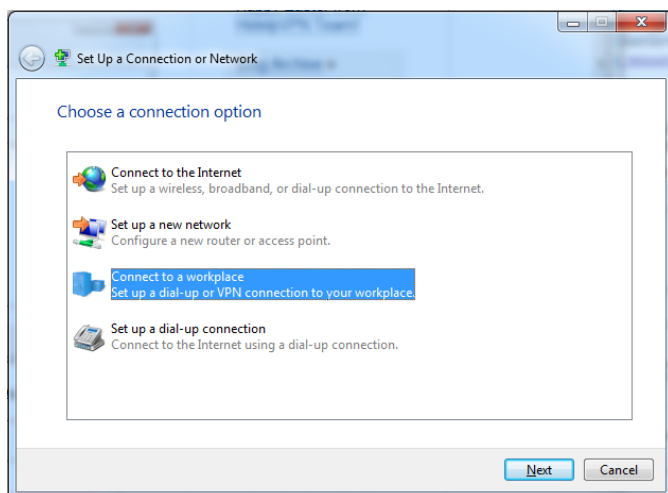 Set Up a Connection or Network
Choose a connection option
Connect to the Internet
Set up a wireless, broadband, or dial-up connection to the Internet.
Set up a new network
Configure a new router or access point.
Connect to a workplace
Set up a dial-up or VPN connection to your workplace.
Set up a dial-up connection
Connect to the Internet using a dial-up connection.
Next
Cancel